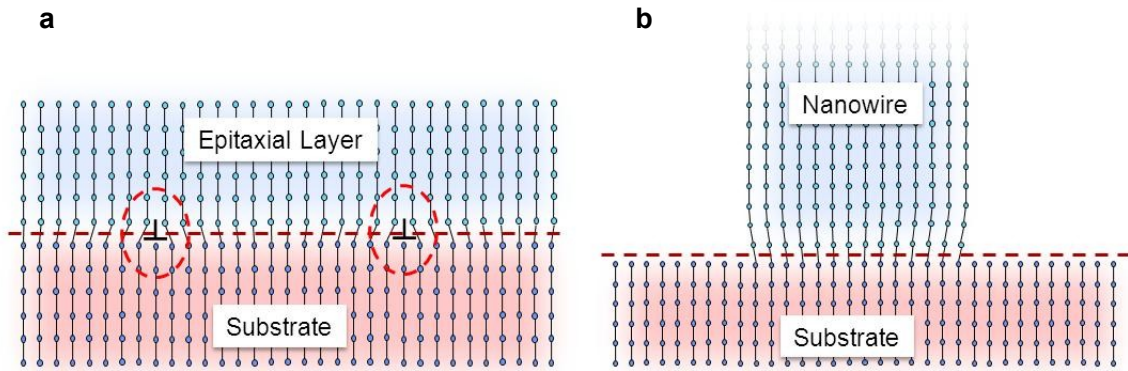 a
b
Epitaxial Layer
Nanowire
Substrate
Substrate